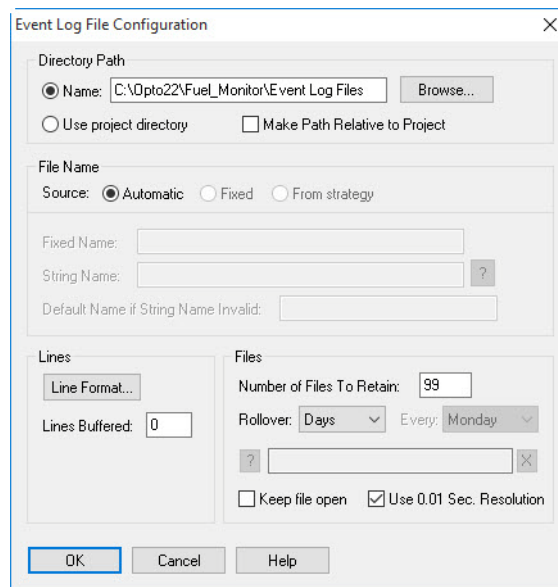 Event Log File Configuration
Directory Path
Name: C:\Opto22\Fuel_Monitor\Event Log Files Browse...
Use project directory Make Path Relative to Project
File Name
Source: Automatic Fixed From strategy
Fixed Name:
String Name: ?
Default Name if String Name Invalid:
Lines
Line Format...
Lines Buffered: 0
Files
Number of Files To Retain: 99
Rollover: Days Every: Monday
? X
Keep file open Use 0.01 Sec. Resolution
OK Cancel Help